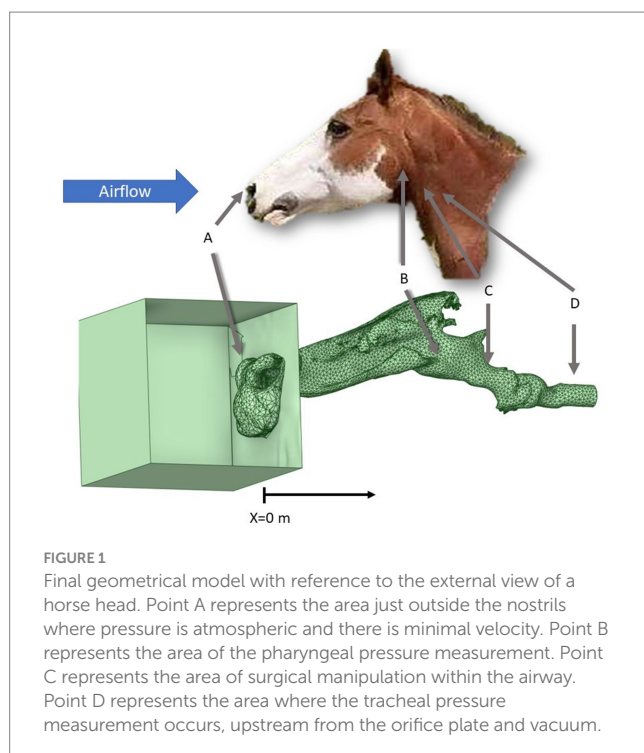 Airflow
A
B
C
D
X=0 m
FIGURE 1
Final geometrical model with reference to the external view of a
horse head. Point A represents the area just outside the nostrils
where pressure is atmospheric and there is minimal velocity. Point B
represents the area of the pharyngeal pressure measurement. Point
C represents the area of surgical manipulation within the airway.
Point D represents the area where the tracheal pressure
measurement occurs, upstream from the orifice plate and vacuum.